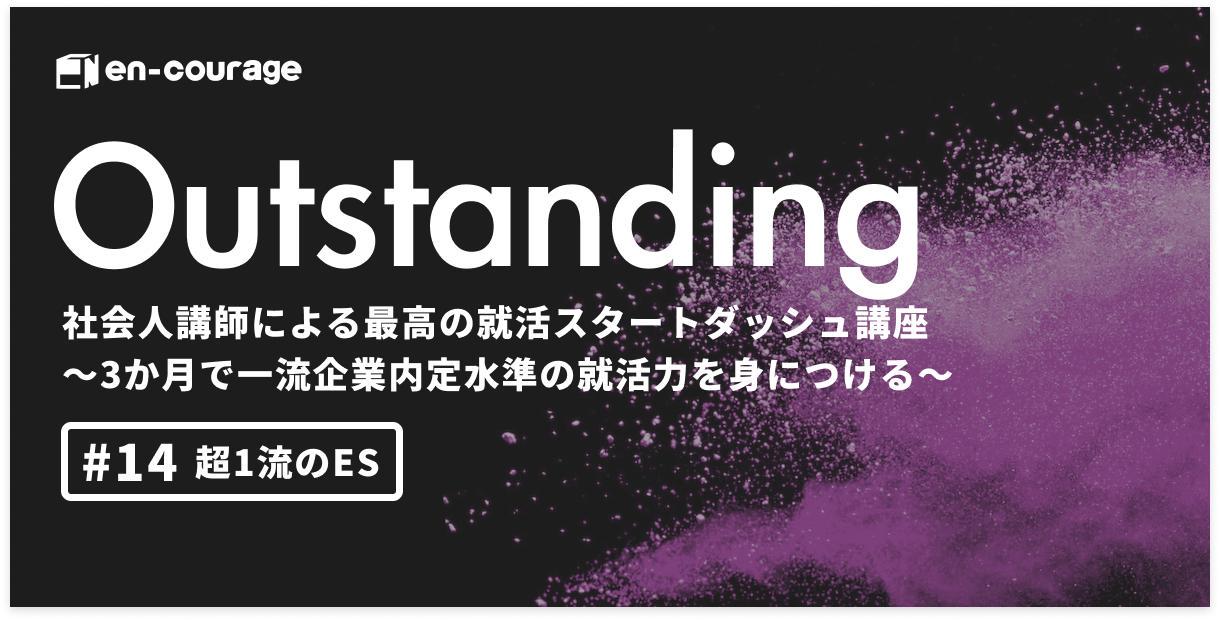 en-courage
Outstanding
社会人講師による最高の就活スタートダッシュ講座
～3か月で一流企業内定水準の就活力を身につける～
#14 超1流のES